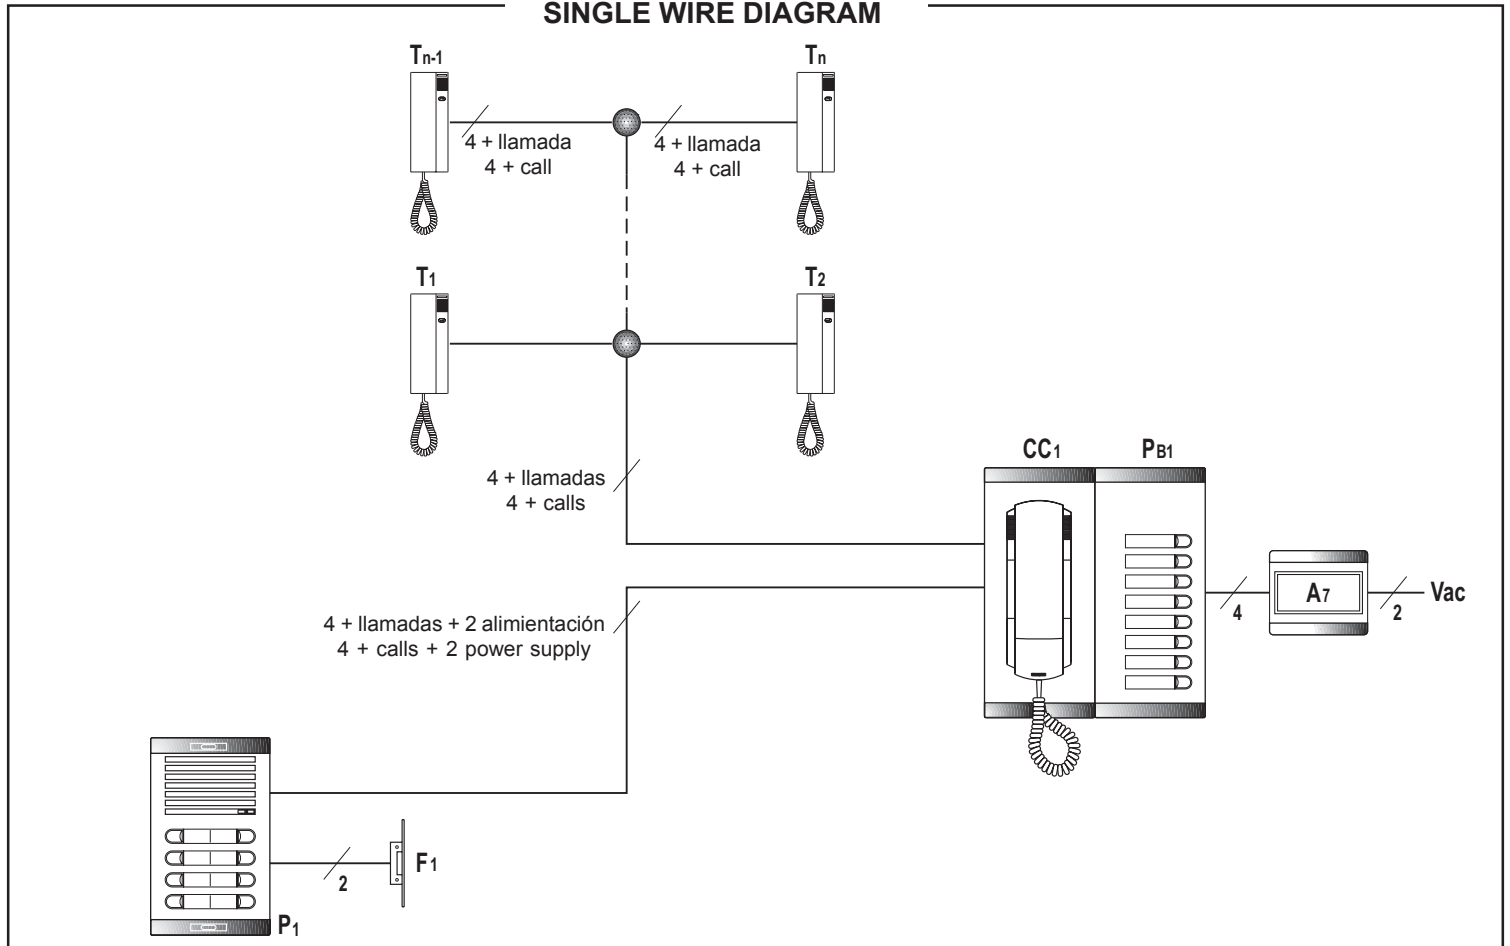 SINGLE WIRE DIAGRAM
Tn-1
Tn
4 + llamada
4 + call
4 + llamada
4 + call
T1
T2
4 + llamadas
4 + calls
CC1
PB1
4
A7
2
Vac
4 + llamadas + 2 alimientación
4 + calls + 2 power supply
2
F1
P1